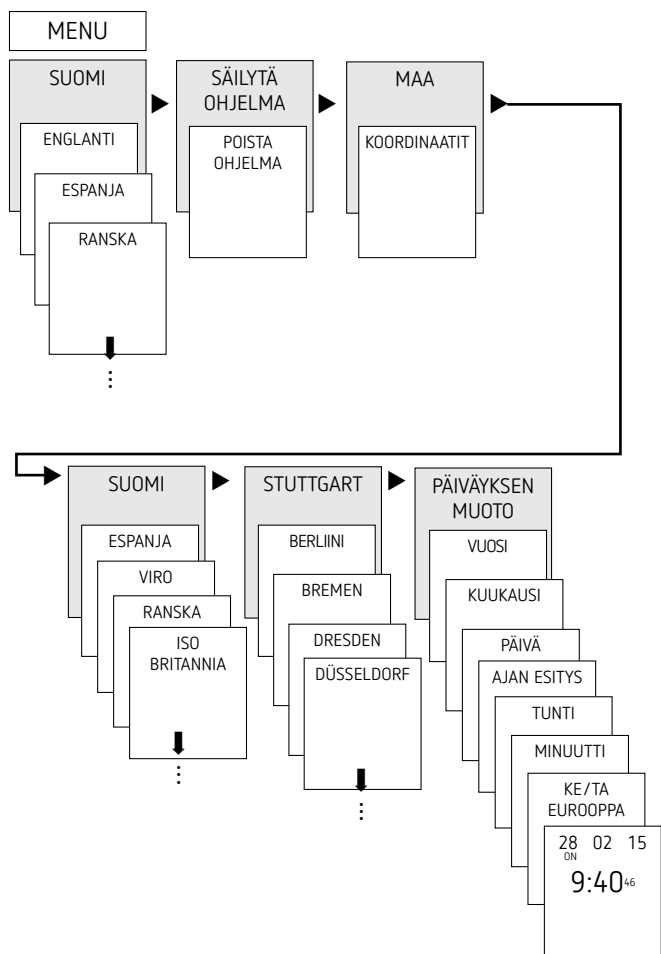 MENU
SUOMI
ENGLANTI
ESPANJA
RANSKA
SÄILYTÄ
OHJELMA
POISTA
OHJELMA
MAA
KOORDINAATIT
SUOMI
ESPANJA
VIRO
RANSKA
ISO
BRITANNIA
STUTTGART
BERLIINI
BREMEN
DRESDEN
DÜSSELDORF
PÄIVÄYKSEN
MUOTO
VUOSI
KUUKAUSI
PÄIVÄ
AJAN ESITYS
TUNTI
MINUUTTI
KE/TA
EUROOPPA
28 02 15
ON
9:40 46